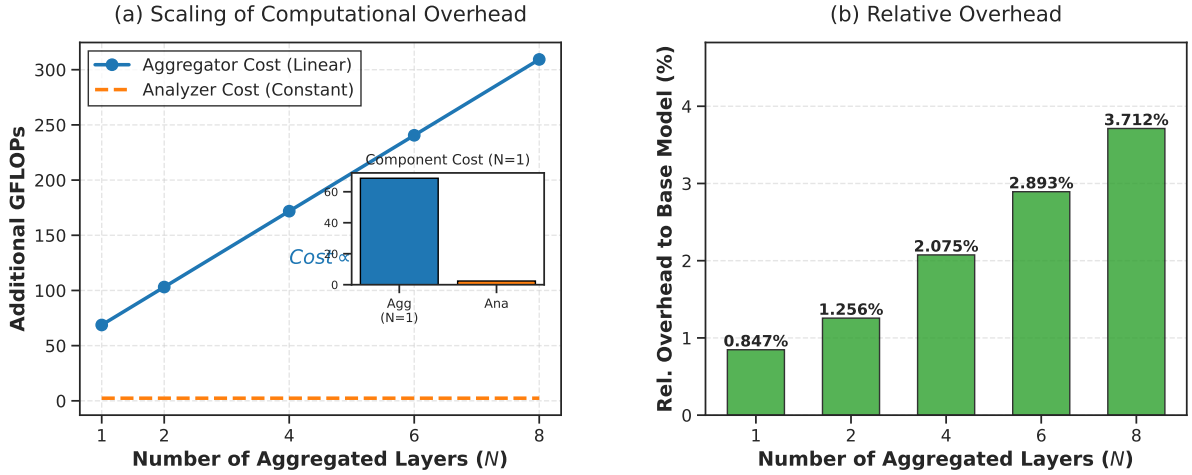 (a) Scaling of Computational Overhead
Additional GFLOPs
300
250
200
150
100
50
0
Aggregator Cost (Linear)
Analyzer Cost (Constant)
Cost ∝
Component Cost (N=1)
60
40
20
0
Agg
(N=1)
Ana
1 2 4 6 8
Number of Aggregated Layers (N)
(b) Relative Overhead
Rel. Overhead to Base Model (%)
4
3
2
1
0
0.847%
1.256%
2.075%
2.893%
3.712%
1 2 4 6 8
Number of Aggregated Layers (N)